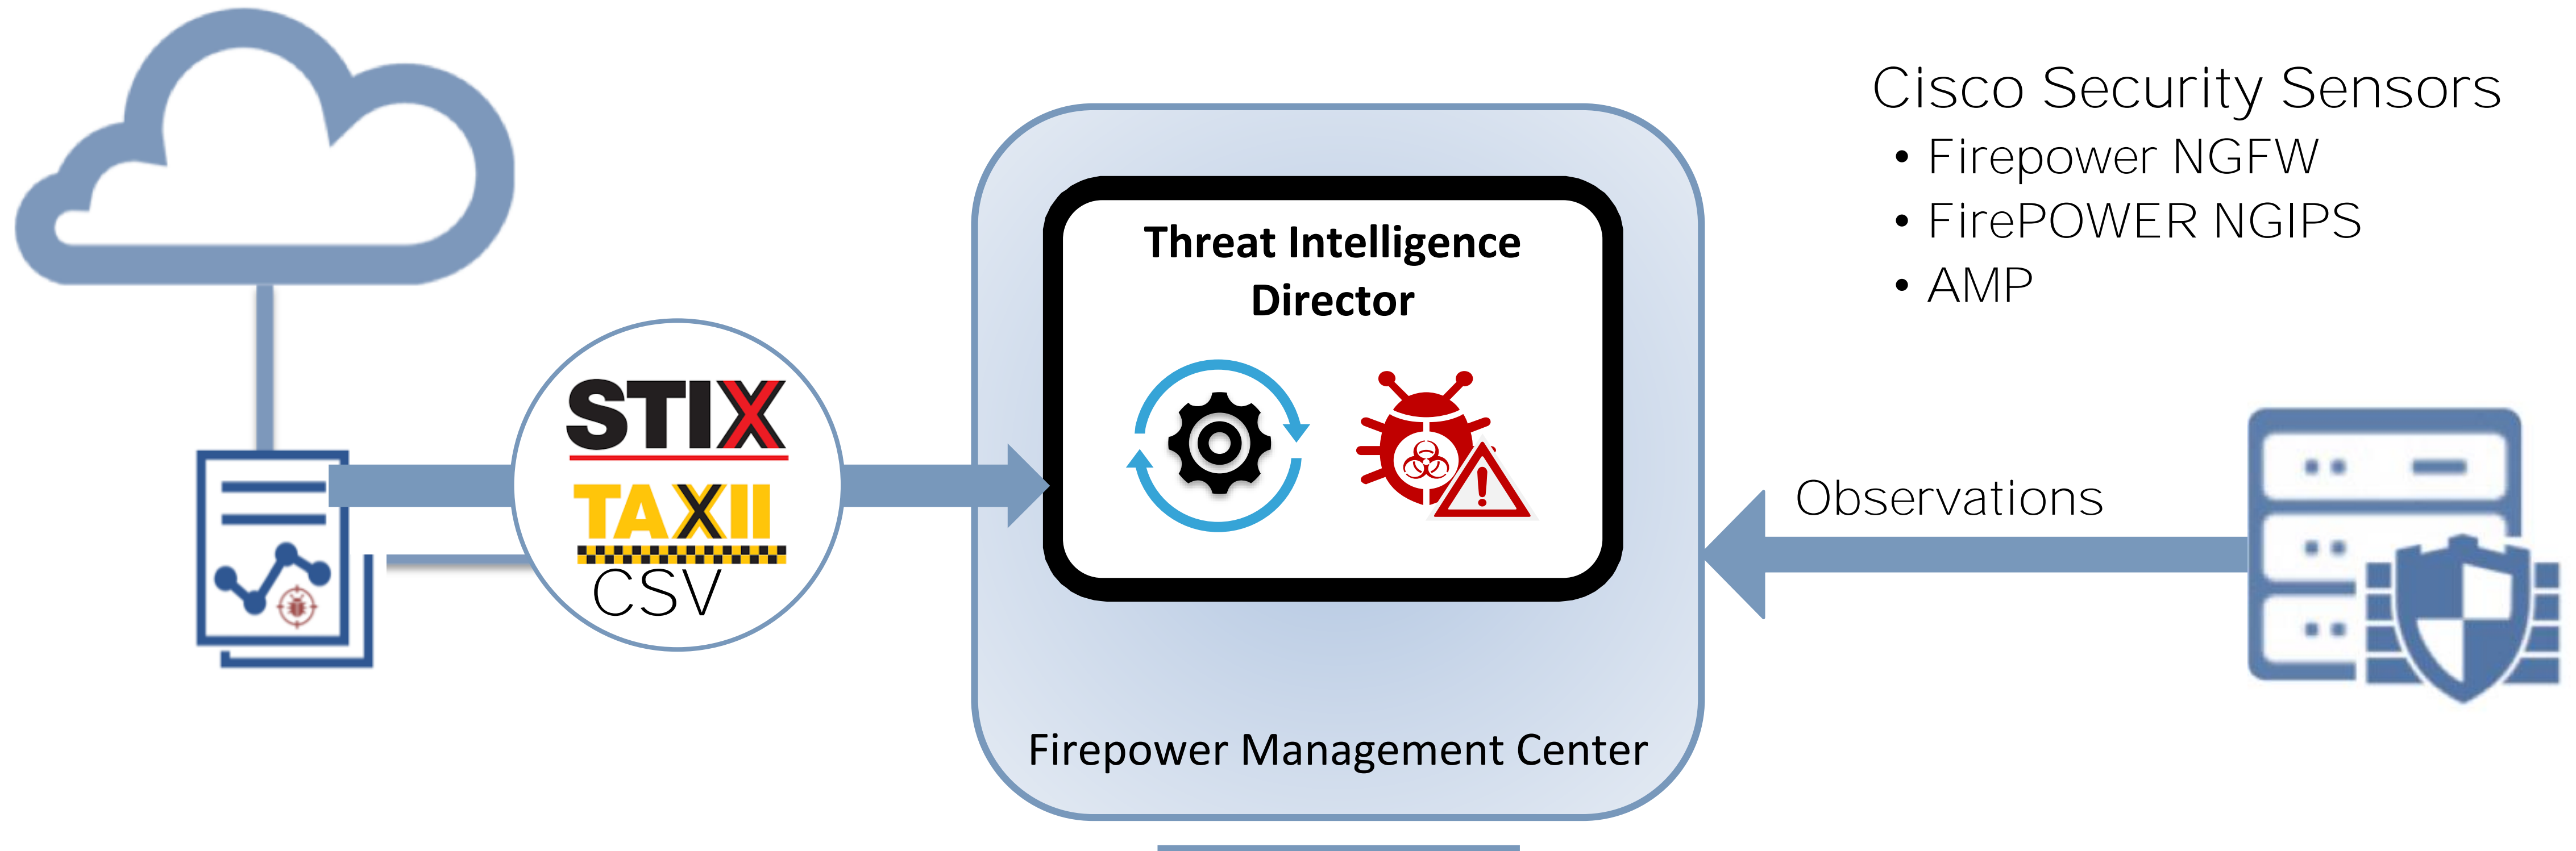 STIX
TAXII
CSV
Threat Intelligence
Director
Firepower Management Center
Cisco Security Sensors
• Firepower NGFW
• FirePOWER NGIPS
• AMP
Observations